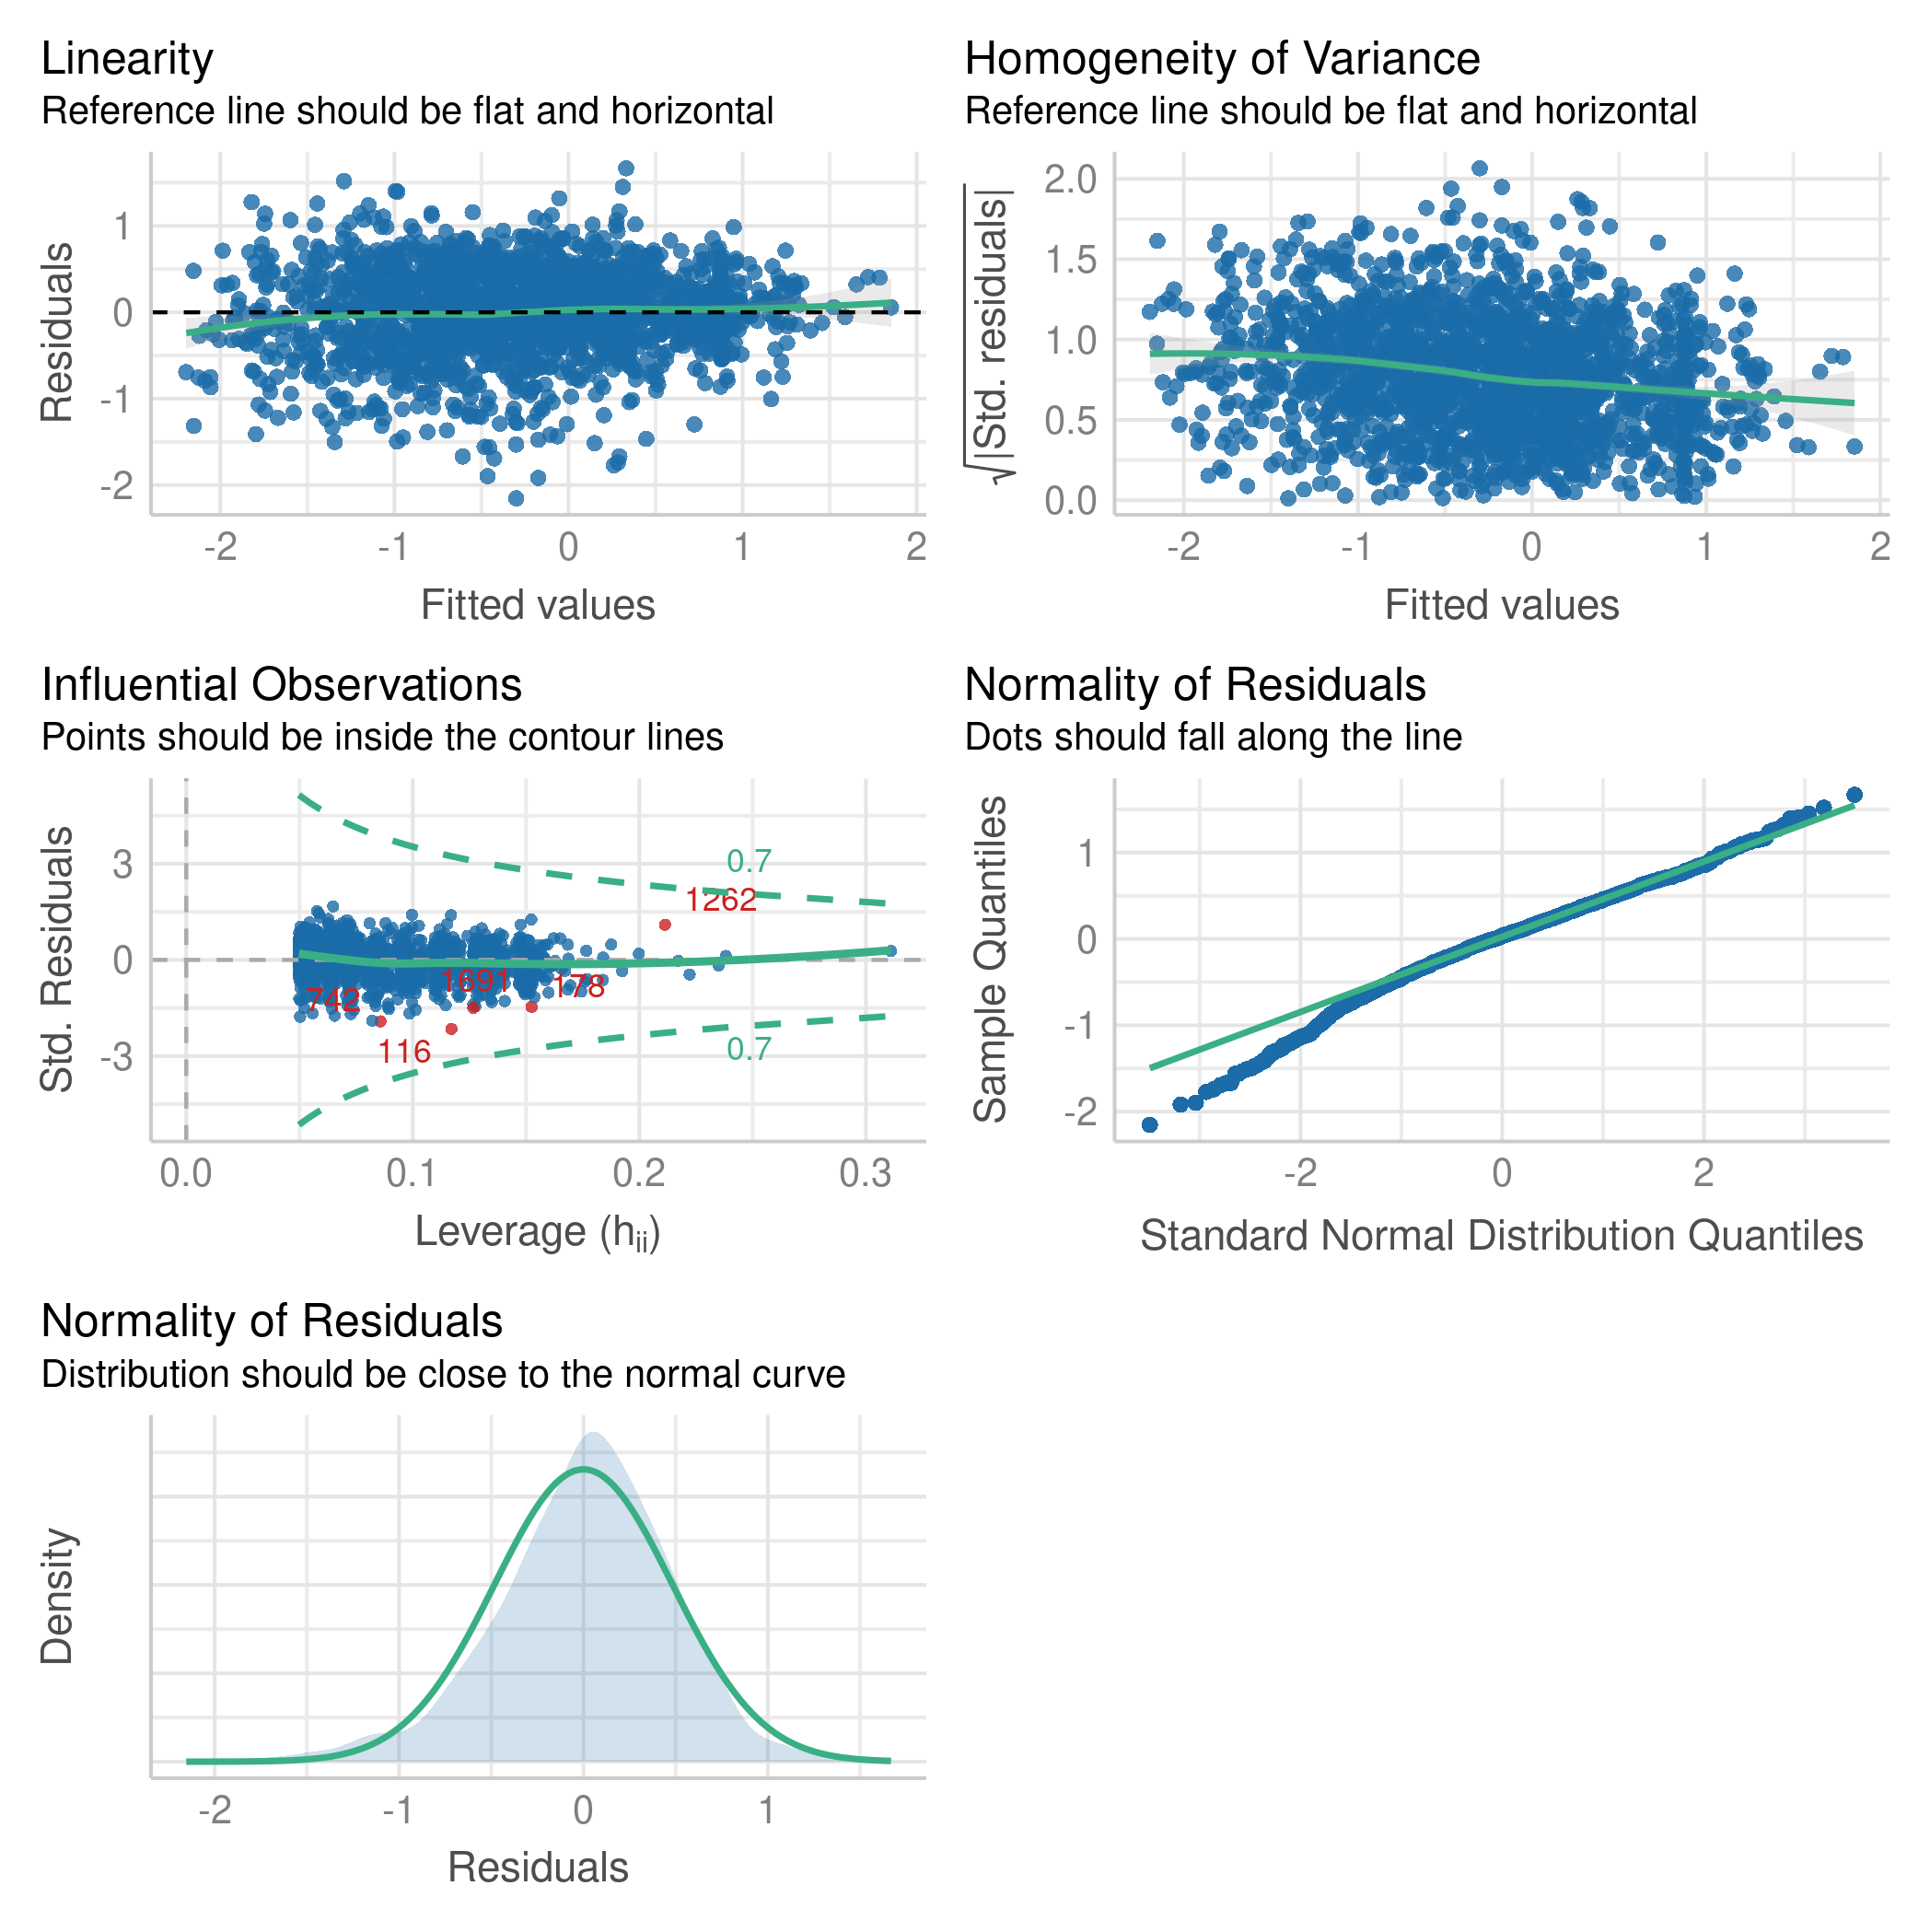 Linearity
Reference line should be flat and horizontal
Residuals
1
0
-1
-2
-2
-1
0
1
2
Fitted values
Homogeneity of Variance
Reference line should be flat and horizontal
√|Std. residuals|
2.0
1.5
1.0
0.5
0.0
-2
-1
0
1
2
Fitted values
Influential Observations
Points should be inside the contour lines
Std. Residuals
3
0
-3
0.7
1262
1691
178
742
116
0.7
0.0
0.1
0.2
0.3
Leverage (hii)
Normality of Residuals
Dots should fall along the line
Sample Quantiles
1
0
-1
-2
-2
0
2
Standard Normal Distribution Quantiles
Normality of Residuals
Distribution should be close to the normal curve
Density
-2
-1
0
1
Residuals